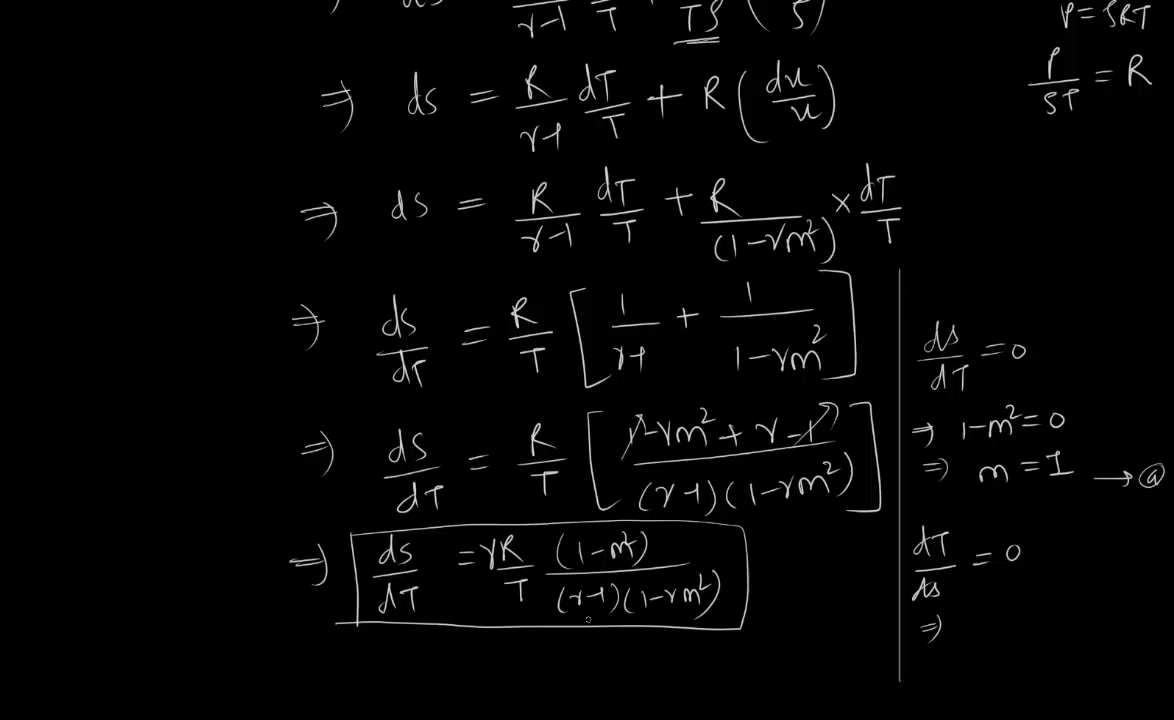 P = ρRT
⇒ ds = R/(γ-1) dT/T + R (du/u)
P/(ρT) = R
⇒ ds = R/(γ-1) dT/T + R/(1-γm²) × dT/T
⇒ ds/dT = R/T [ 1/(γ-1) + 1/(1-γm²) ]
⇒ ds/dT = R/T [ (1-γm² + γ-1)/((γ-1)(1-γm²)) ]
⇒ ds/dT = γR/T (1-m²)/((γ-1)(1-γm²))
ds/dT = 0
⇒ 1-m² = 0
⇒ m = 1 → ⓐ
dT/ds = 0
⇒